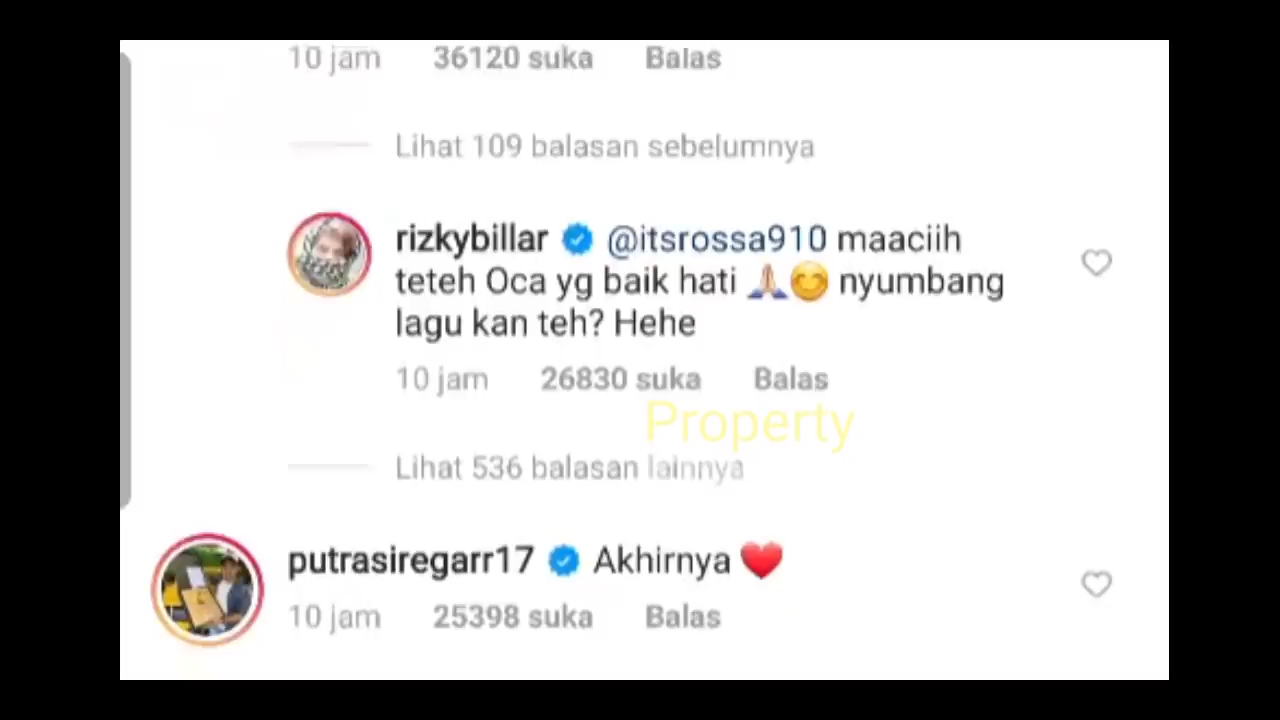 10 jam 36120 suka Balas
Lihat 109 balasan sebelumnya
rizkybillar @itsrossa910 maaciih
teteh Oca yg baik hati 🙏😊 nyumbang
lagu kan teh? Hehe
10 jam 26830 suka Balas
Property
Lihat 536 balasan lainnya
putrasiregarr17 Akhirnya ❤️
10 jam 25398 suka Balas